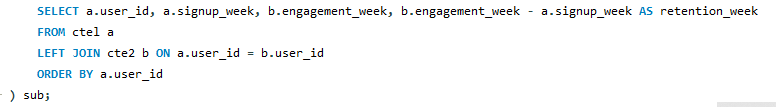 SELECT a.user_id, a.signup_week, b.engagement_week, b.engagement_week - a.signup_week AS retention_week
FROM cte1 a
LEFT JOIN cte2 b ON a.user_id = b.user_id
ORDER BY a.user_id
) sub;